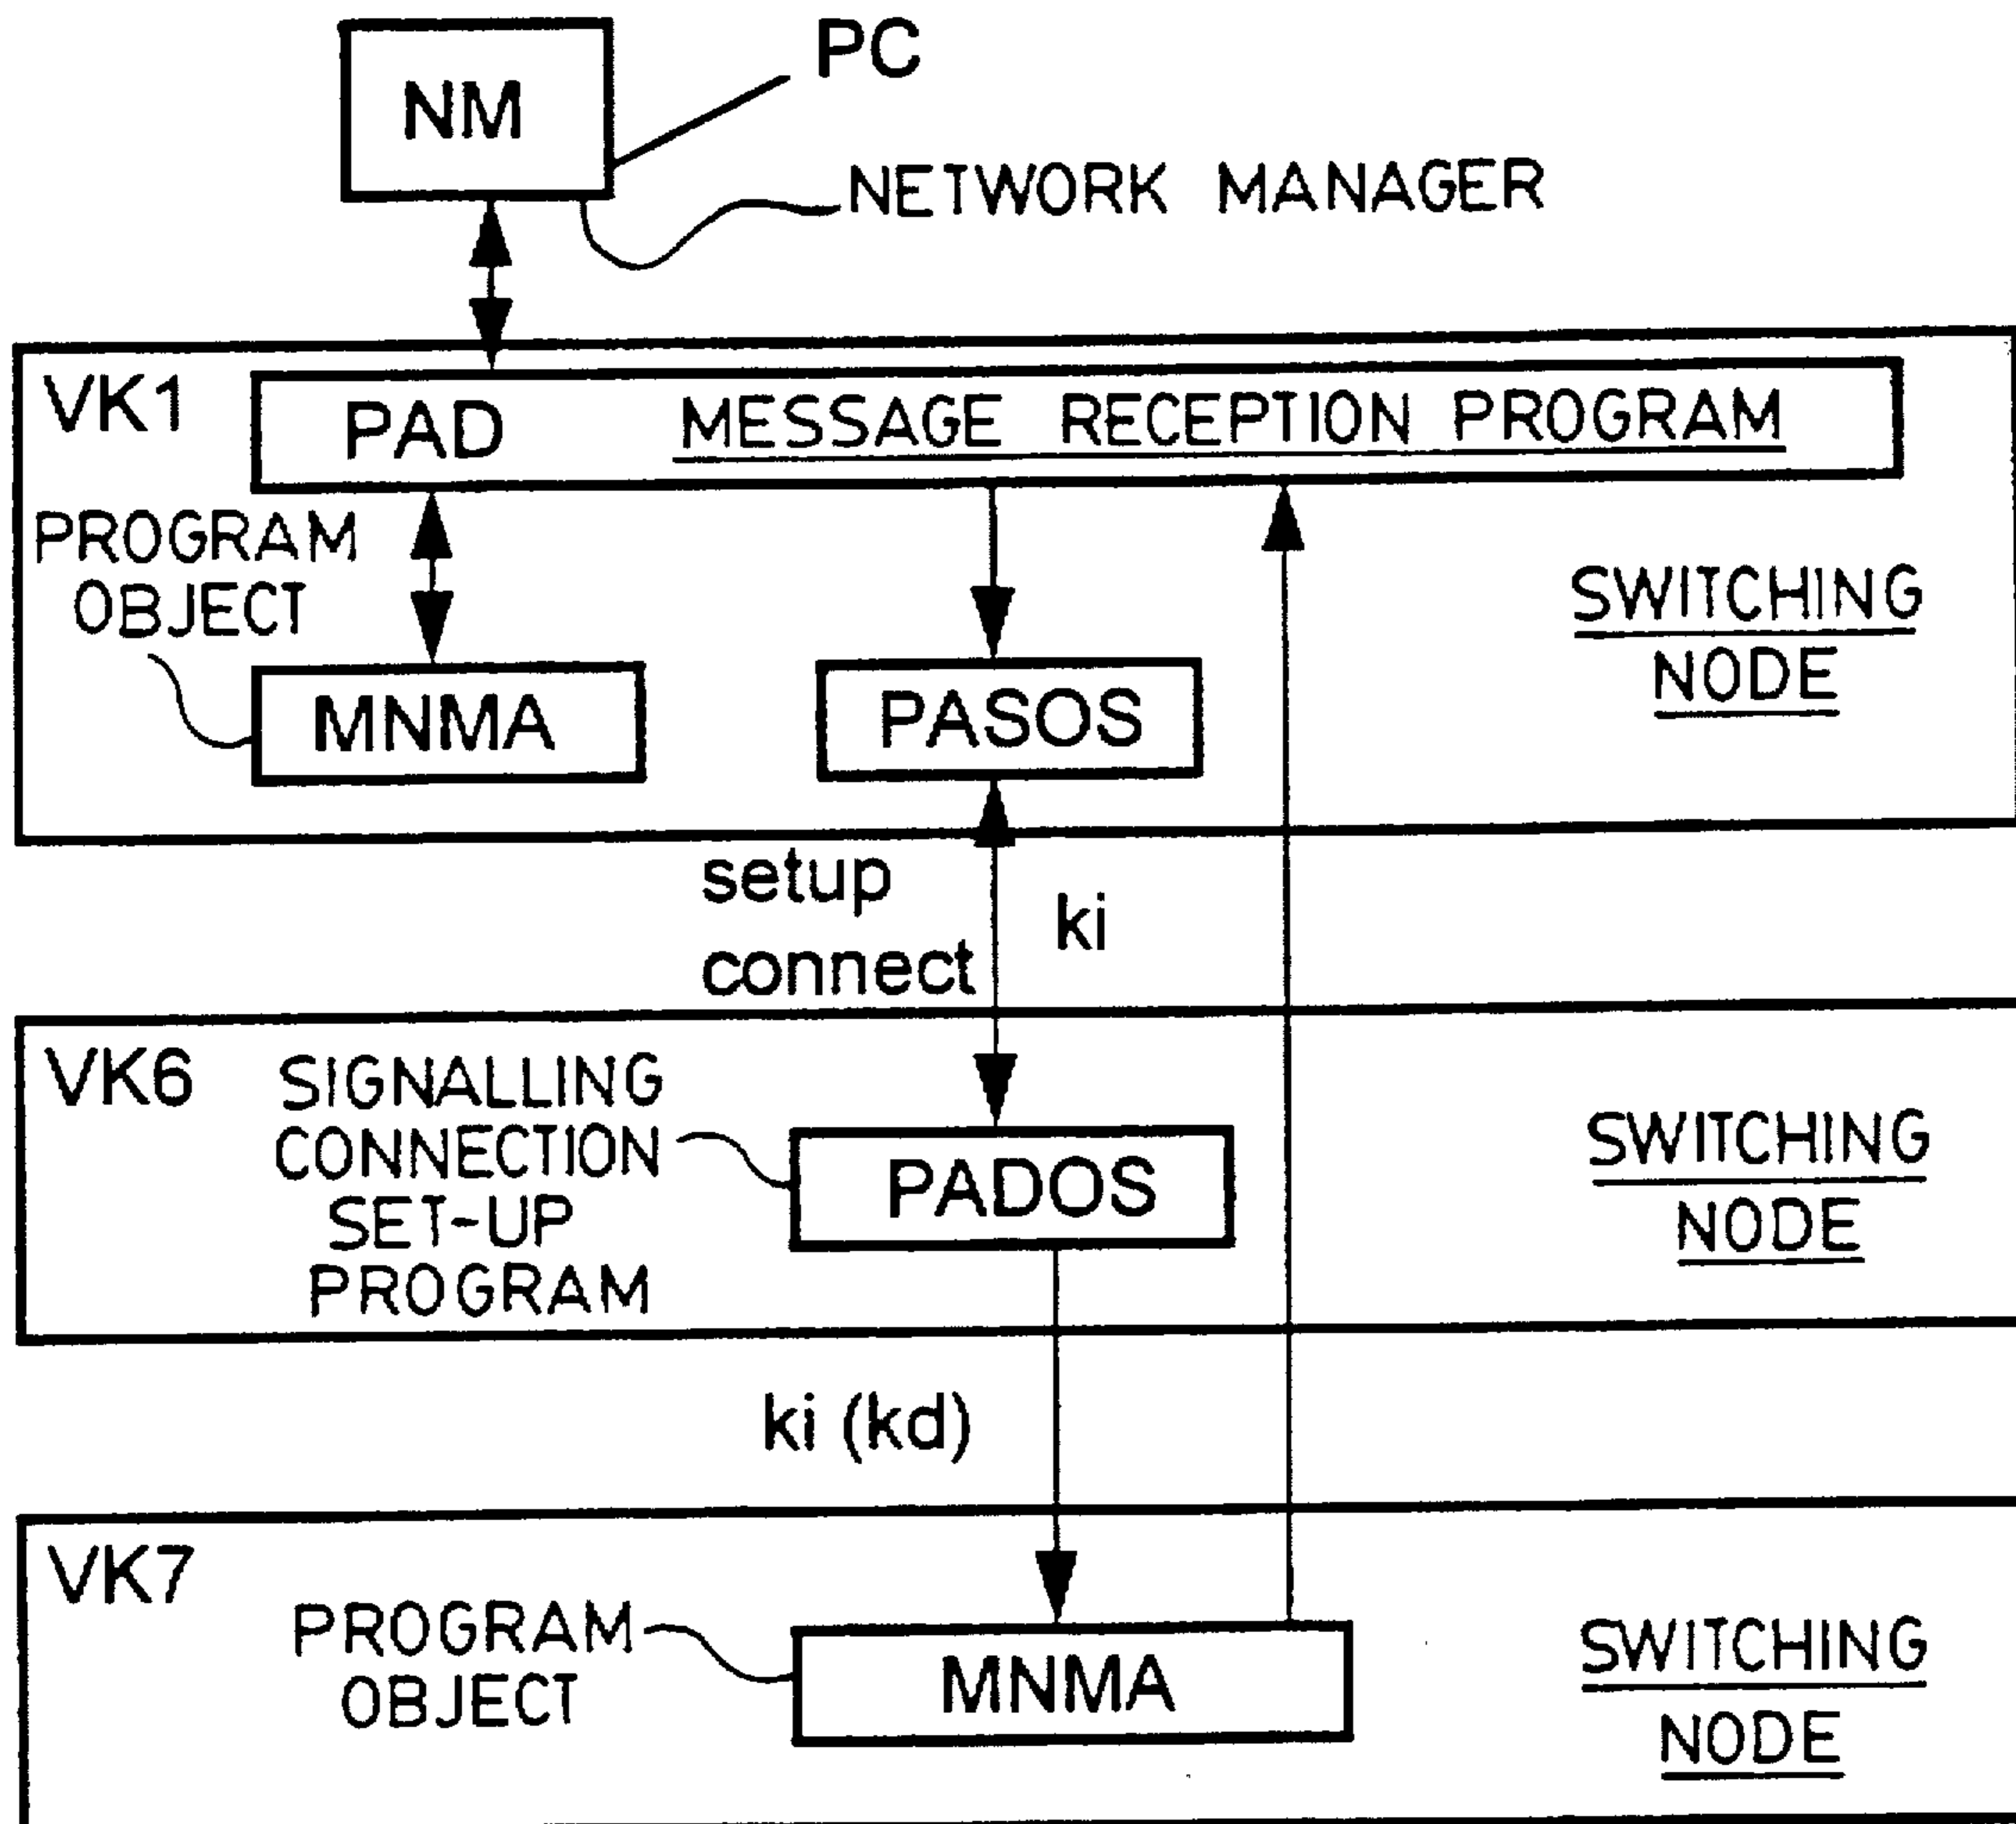 NM
PC
NETWORK MANAGER
VK1
PAD MESSAGE RECEPTION PROGRAM
PROGRAM
OBJECT
SWITCHING
NODE
MNMA
PASOS
setup
connect
ki
VK6
SIGNALLING
CONNECTION
SET-UP
PROGRAM
PADOS
SWITCHING
NODE
ki (kd)
VK7
PROGRAM
OBJECT
MNMA
SWITCHING
NODE